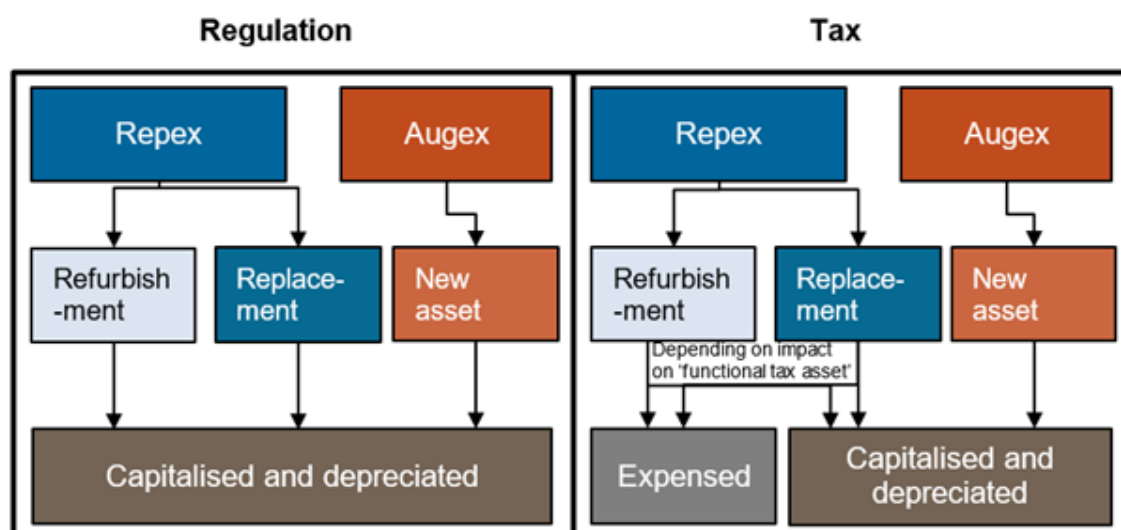 Regulation
Tax
Repex
Augex
Refurbish
-ment
Replace-
ment
New
asset
Capitalised and depreciated
Repex
Augex
Refurbish
-ment
Replace-
ment
New
asset
Depending on impact
on ‘functional tax asset’
Expensed
Capitalised and
depreciated